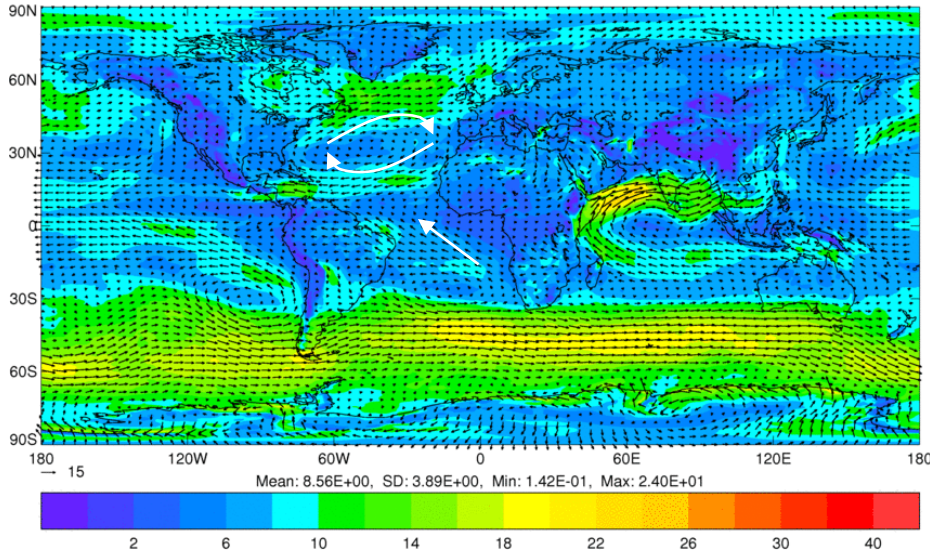 90N
60N
30N
0
30S
60S
90S
180 120W 60W 0 60E 120E 180
→ 15
Mean: 8.56E+00, SD: 3.89E+00, Min: 1.42E-01, Max: 2.40E+01
2 6 10 14 18 22 26 30 40